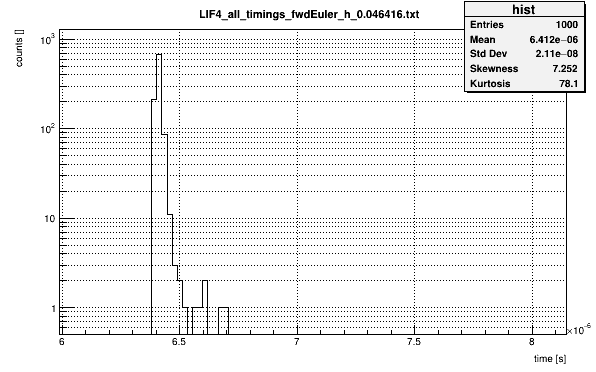 LIF4_all_timings_fwdEuler_h_0.046416.txt
hist
Entries 1000
Mean 6.412e−06
Std Dev 2.11e−08
Skewness 7.252
Kurtosis 78.1
counts []
10³
10²
10
1
6 6.5 7 7.5 8
×10⁻⁶
time [s]